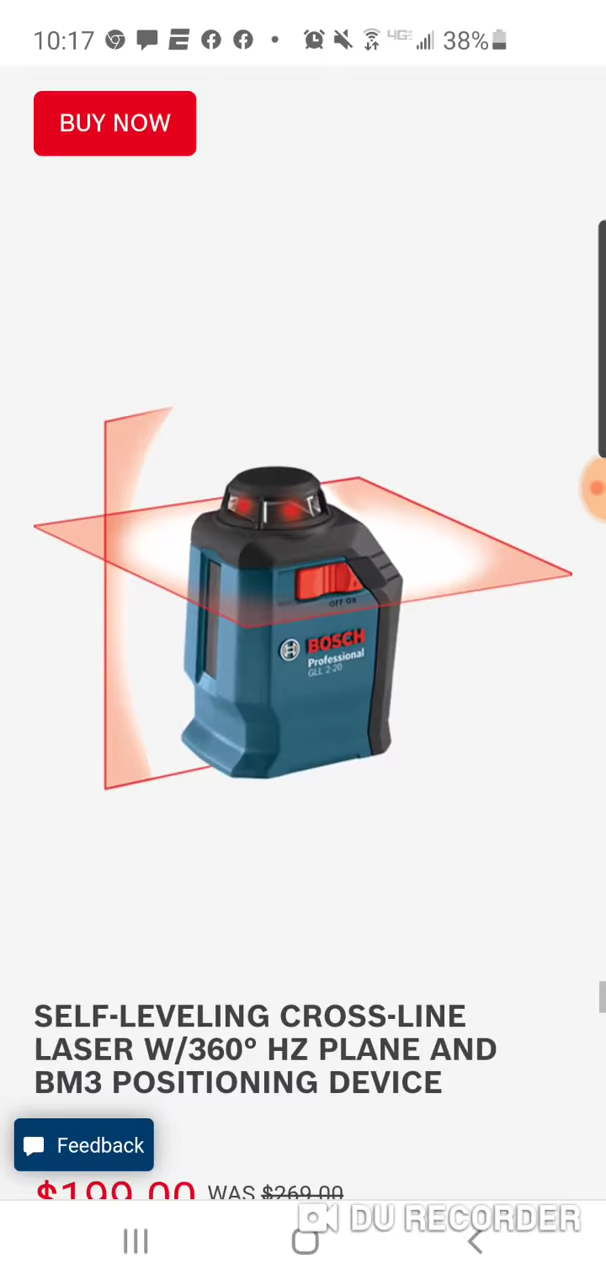 10:17 38%
BUY NOW
OFF ON
BOSCH
Professional
GLL 2-20
SELF-LEVELING CROSS-LINE
LASER W/360° HZ PLANE AND
BM3 POSITIONING DEVICE
Feedback
$199.00 WAS $269.00
DU RECORDER